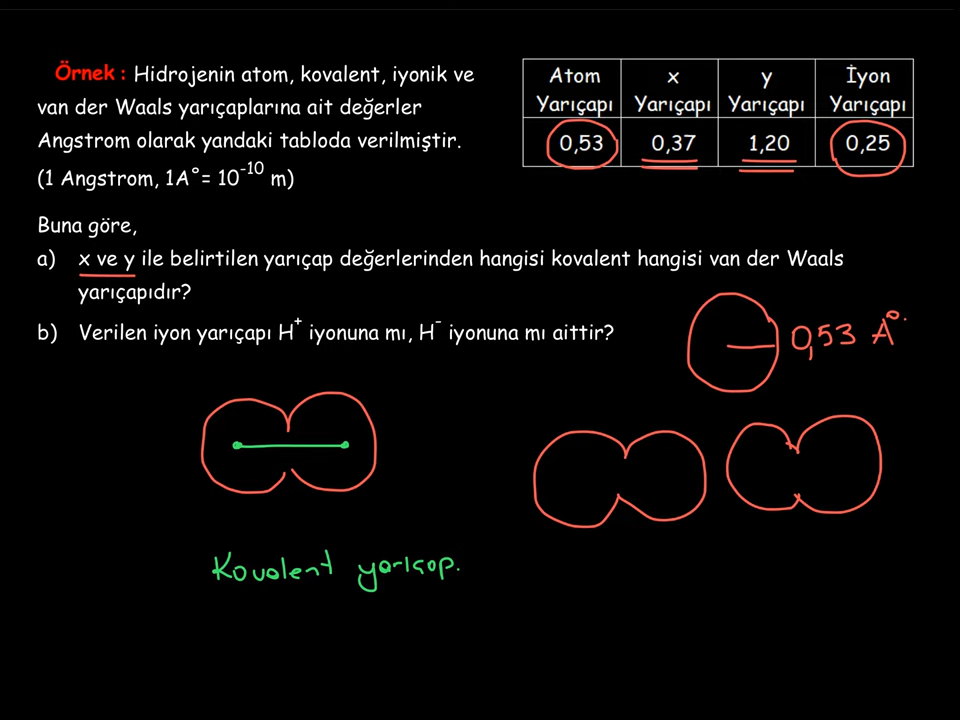 Örnek : Hidrojenin atom, kovalent, iyonik ve
van der Waals yarıçaplarına ait değerler
Angstrom olarak yandaki tabloda verilmiştir.
(1 Angstrom, 1A°= 10⁻¹⁰ m)
Atom Yarıçapı x Yarıçapı y Yarıçapı İyon Yarıçapı
0,53 0,37 1,20 0,25
Buna göre,
a) x ve y ile belirtilen yarıçap değerlerinden hangisi kovalent hangisi van der Waals
yarıçapıdır?
b) Verilen iyon yarıçapı H⁺ iyonuna mı, H⁻ iyonuna mı aittir?
0,53 A°
Kovalent yarıçap.